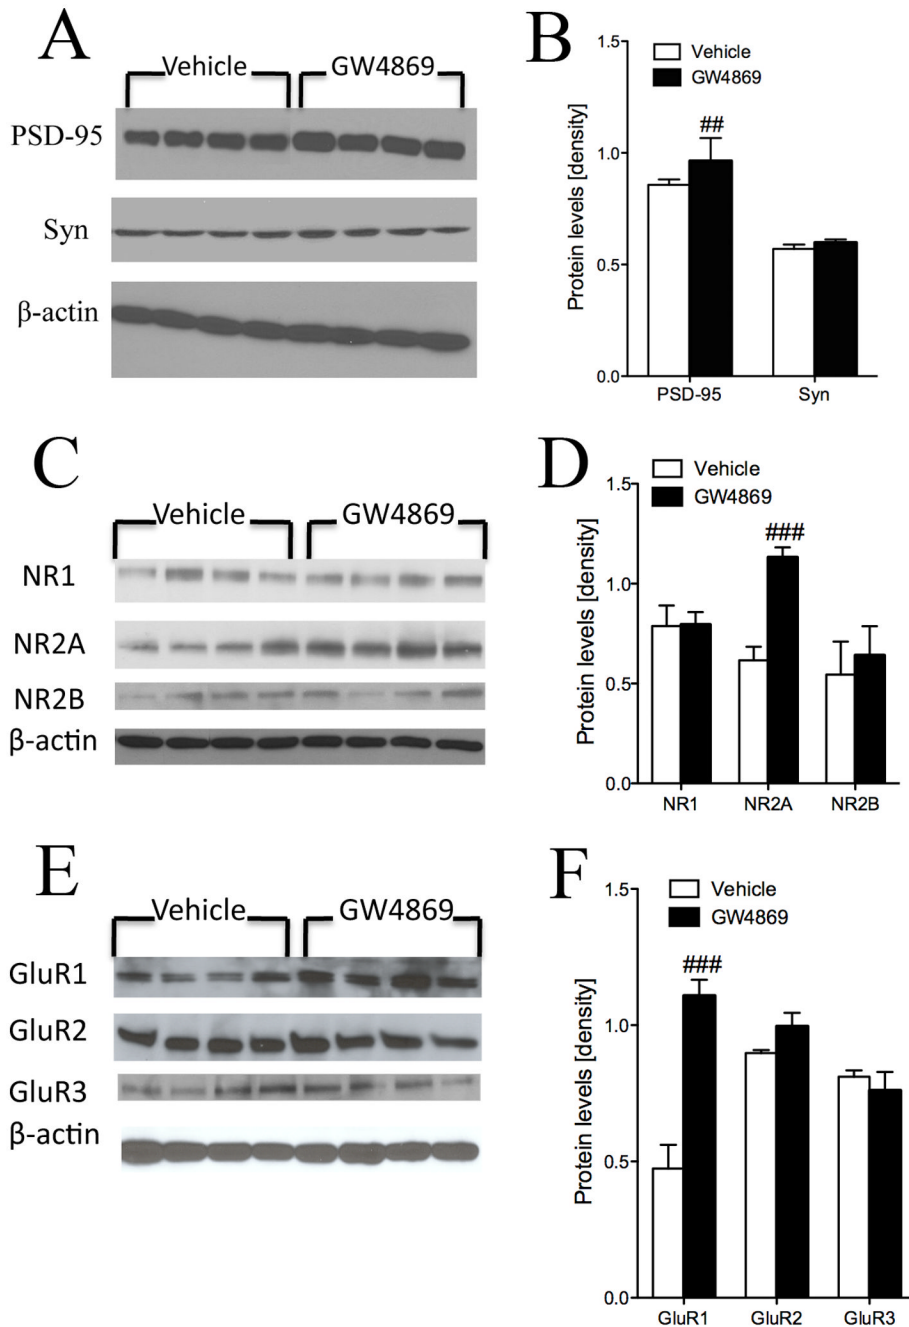 A
Vehicle
GW4869
PSD-95
Syn
β-actin
B
Vehicle
GW4869
1.5
1.0
0.5
0.0
Protein levels [density]
##
PSD-95
Syn
C
Vehicle
GW4869
NR1
NR2A
NR2B
β-actin
D
Vehicle
GW4869
1.5
1.0
0.5
0.0
Protein levels [density]
###
NR1
NR2A
NR2B
E
Vehicle
GW4869
GluR1
GluR2
GluR3
β-actin
F
Vehicle
GW4869
1.5
1.0
0.5
0.0
Protein levels [density]
###
GluR1
GluR2
GluR3